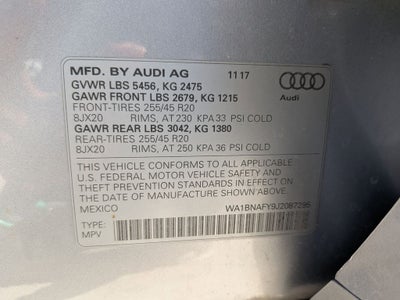 MFD. BY AUDI AG 11 17
GVWR LBS 5456, KG 2475
GAWR FRONT LBS 2679, KG 1215
FRONT-TIRES 255/45 R20
8JX20 RIMS, AT 230 KPA 33 PSI COLD
GAWR REAR LBS 3042, KG 1380
REAR-TIRES 255/45 R20
8JX20 RIMS, AT 250 KPA 36 PSI COLD
Audi
THIS VEHICLE CONFORMS TO ALL APPLICABLE
U.S. FEDERAL MOTOR VEHICLE SAFETY AND
THEFT PREVENTION STANDARDS IN EFFECT ON
THE DATE OF MANUFACTURE SHOWN ABOVE.
MEXICO WA1BNAFY9J2087295
TYPE:
MPV